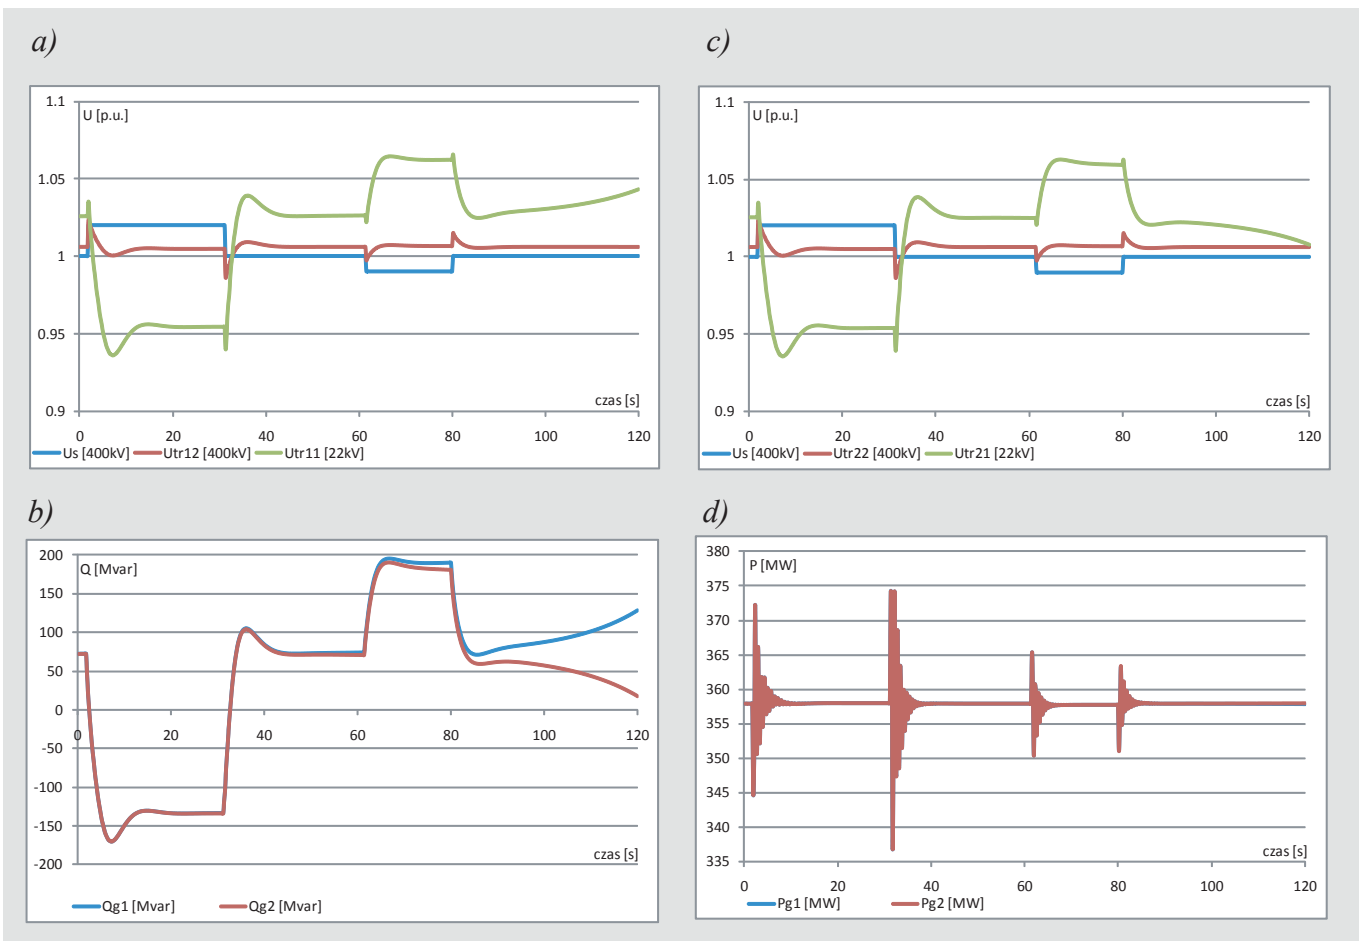 a)
1.1
U [p.u.]
1.05
1
0.95
0.9
czas [s]
0 20 40 60 80 100 120
Us [400kV] Utr12 [400kV] Utr11 [22kV]
c)
1.1
U [p.u.]
1.05
1
0.95
0.9
czas [s]
0 20 40 60 80 100 120
Us [400kV] Utr22 [400kV] Utr21 [22kV]
b)
200
Q [Mvar]
150
100
50
0
0 20 40 60 80 100 120
-50
-100
-150
czas [s]
-200
Qg1 [Mvar] Qg2 [Mvar]
d)
380
P [MW]
375
370
365
360
355
350
345
340
czas [s]
335
0 20 40 60 80 100 120
Pg1 [MW] Pg2 [MW]